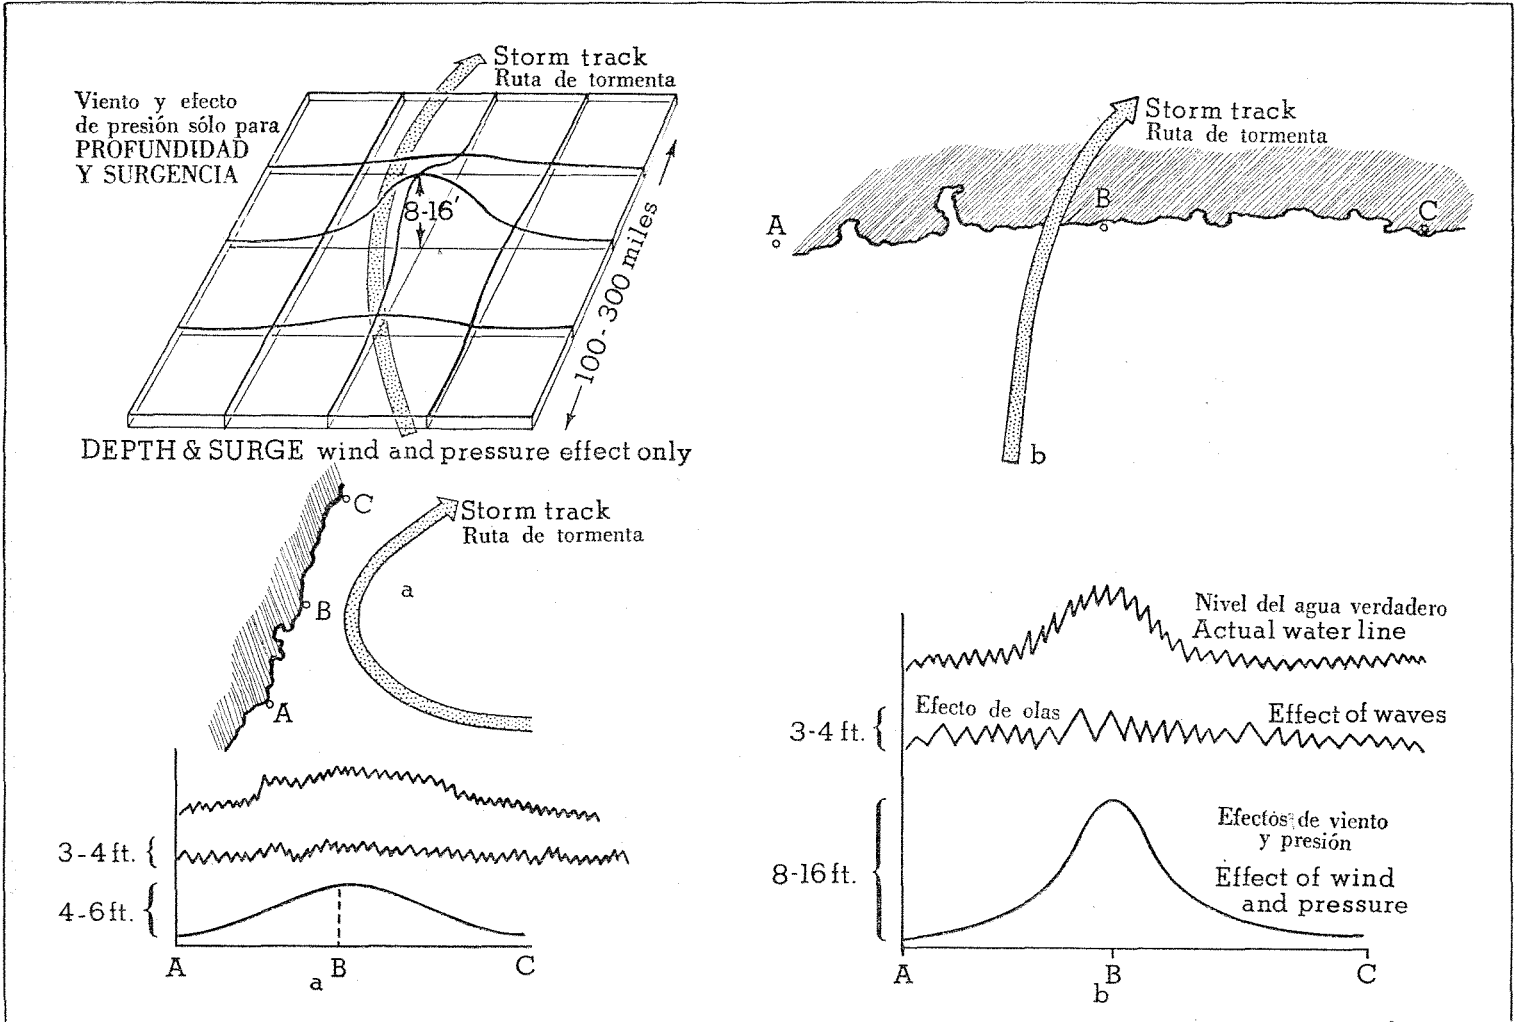 Storm track
Ruta de tormenta
Viento y efecto
de presión sólo para
PROFUNDIDAD
Y SURGENCIA
8-16'
100-300 miles
DEPTH & SURGE wind and pressure effect only
Storm track
Ruta de tormenta
A
B
C
b
C
Storm track
Ruta de tormenta
a
B
A
3-4 ft.
4-6 ft.
A
B
C
a
Nivel del agua verdadero
Actual water line
Efecto de olas
Effect of waves
3-4 ft.
Efectos de viento
y presión
8-16 ft.
Effect of wind
and pressure
A
B
C
b